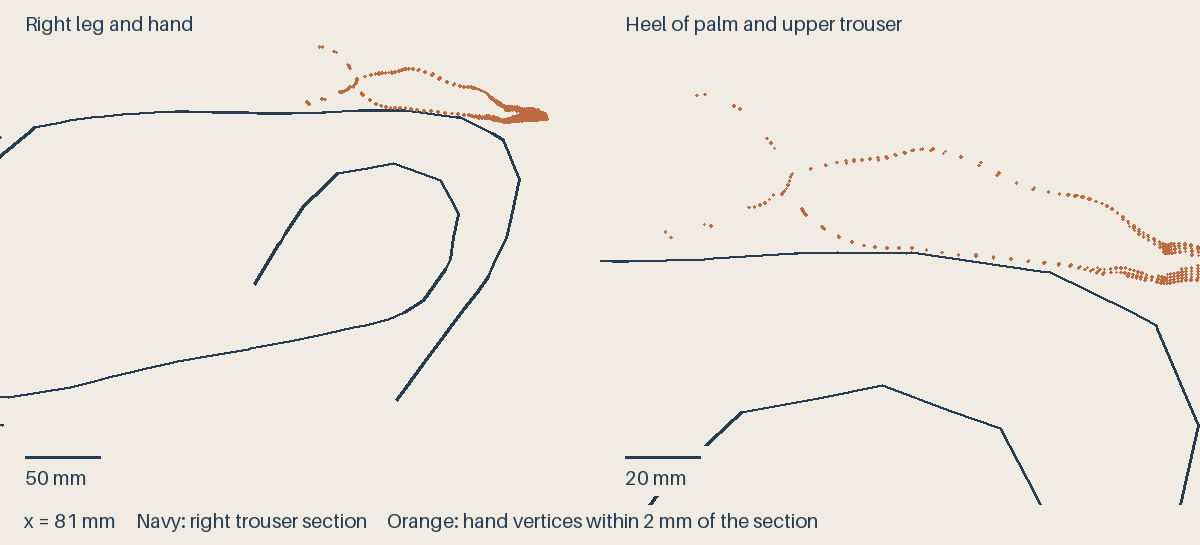 Right leg and hand
Heel of palm and upper trouser
50 mm
20 mm
x = 81 mm Navy: right trouser section Orange: hand vertices within 2 mm of the section